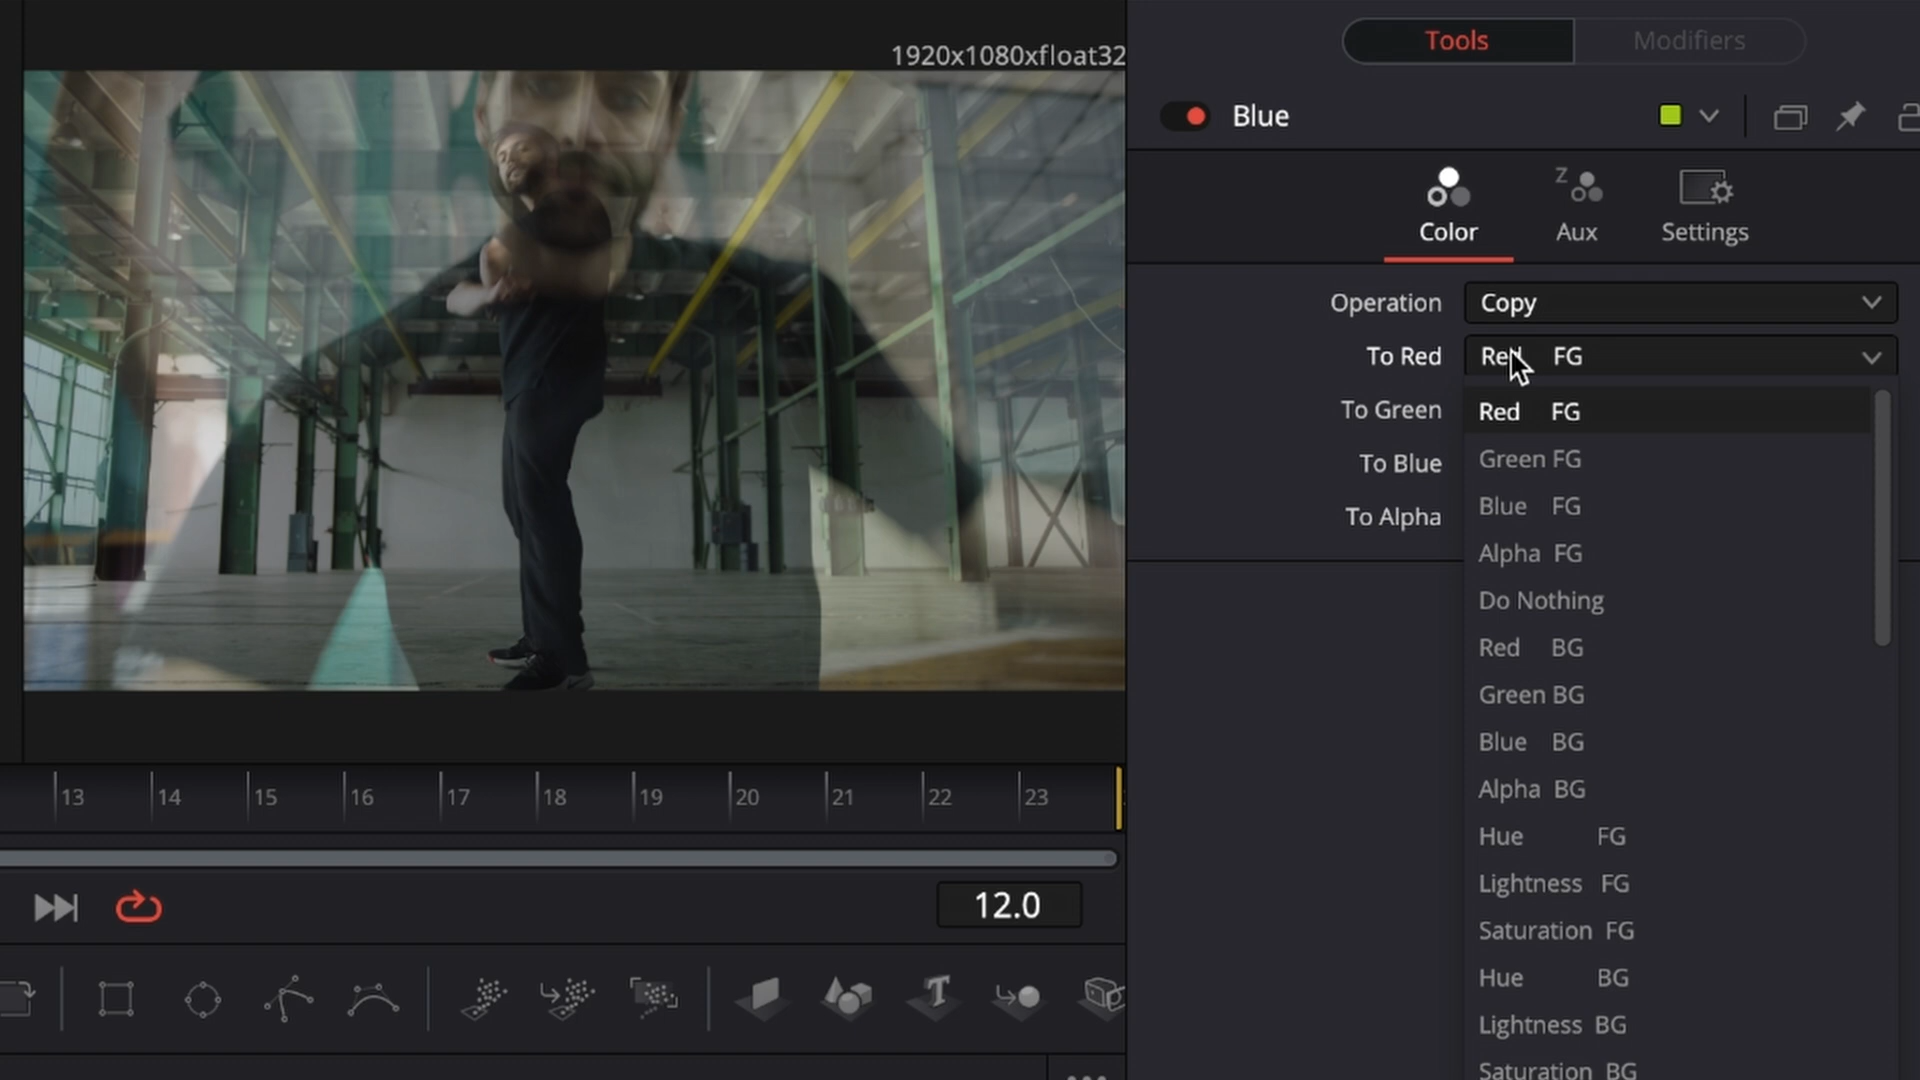 1920x1080xfloat32
Tools
Modifiers
Blue
Z
Color
Aux
Settings
Operation
Copy
To Red
Red FG
To Green
To Blue
To Alpha
Red FG
Green FG
Blue FG
Alpha FG
Do Nothing
Red BG
Green BG
Blue BG
Alpha BG
Hue FG
Lightness FG
Saturation FG
Hue BG
Lightness BG
Saturation BG
13
14
15
16
17
18
19
20
21
22
23
12.0
T